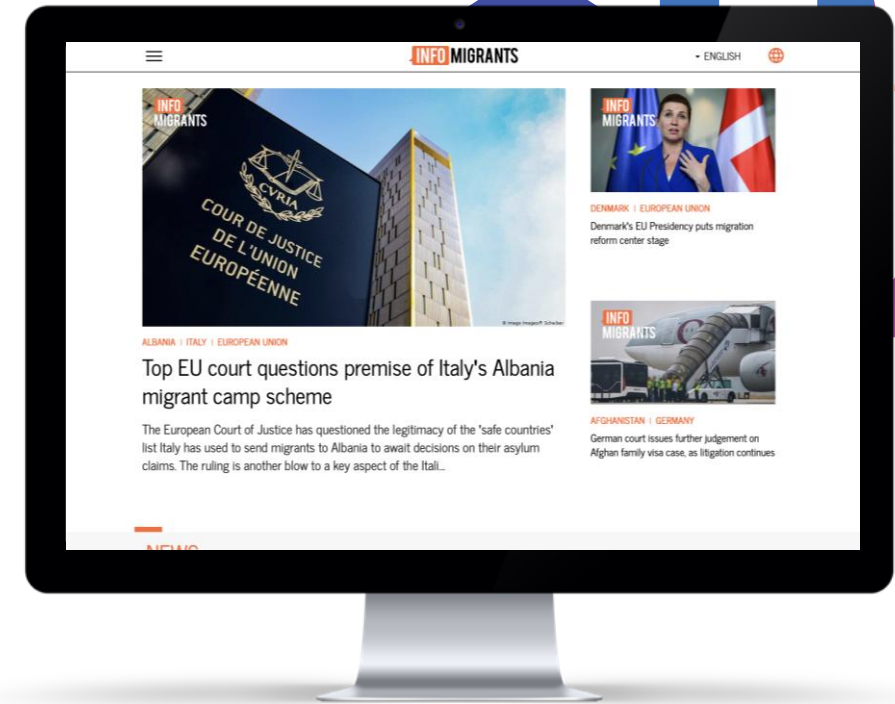 INFO MIGRANTS
ENGLISH
INFO
MIGRANTS
CVRIA
COUR DE JUSTICE
DE L'UNION
EUROPÉENNE
ALBANIA | ITALY | EUROPEAN UNION
Top EU court questions premise of Italy's Albania
migrant camp scheme
The European Court of Justice has questioned the legitimacy of the 'safe countries'
list Italy has used to send migrants to Albania to await decisions on their asylum
claims. The ruling is another blow to a key aspect of the Itali...
INFO
MIGRANTS
DENMARK | EUROPEAN UNION
Denmark's EU Presidency puts migration
reform center stage
INFO
MIGRANTS
AFGHANISTAN | GERMANY
German court issues further judgement on
Afghan family visa case, as litigation continues
NEWS